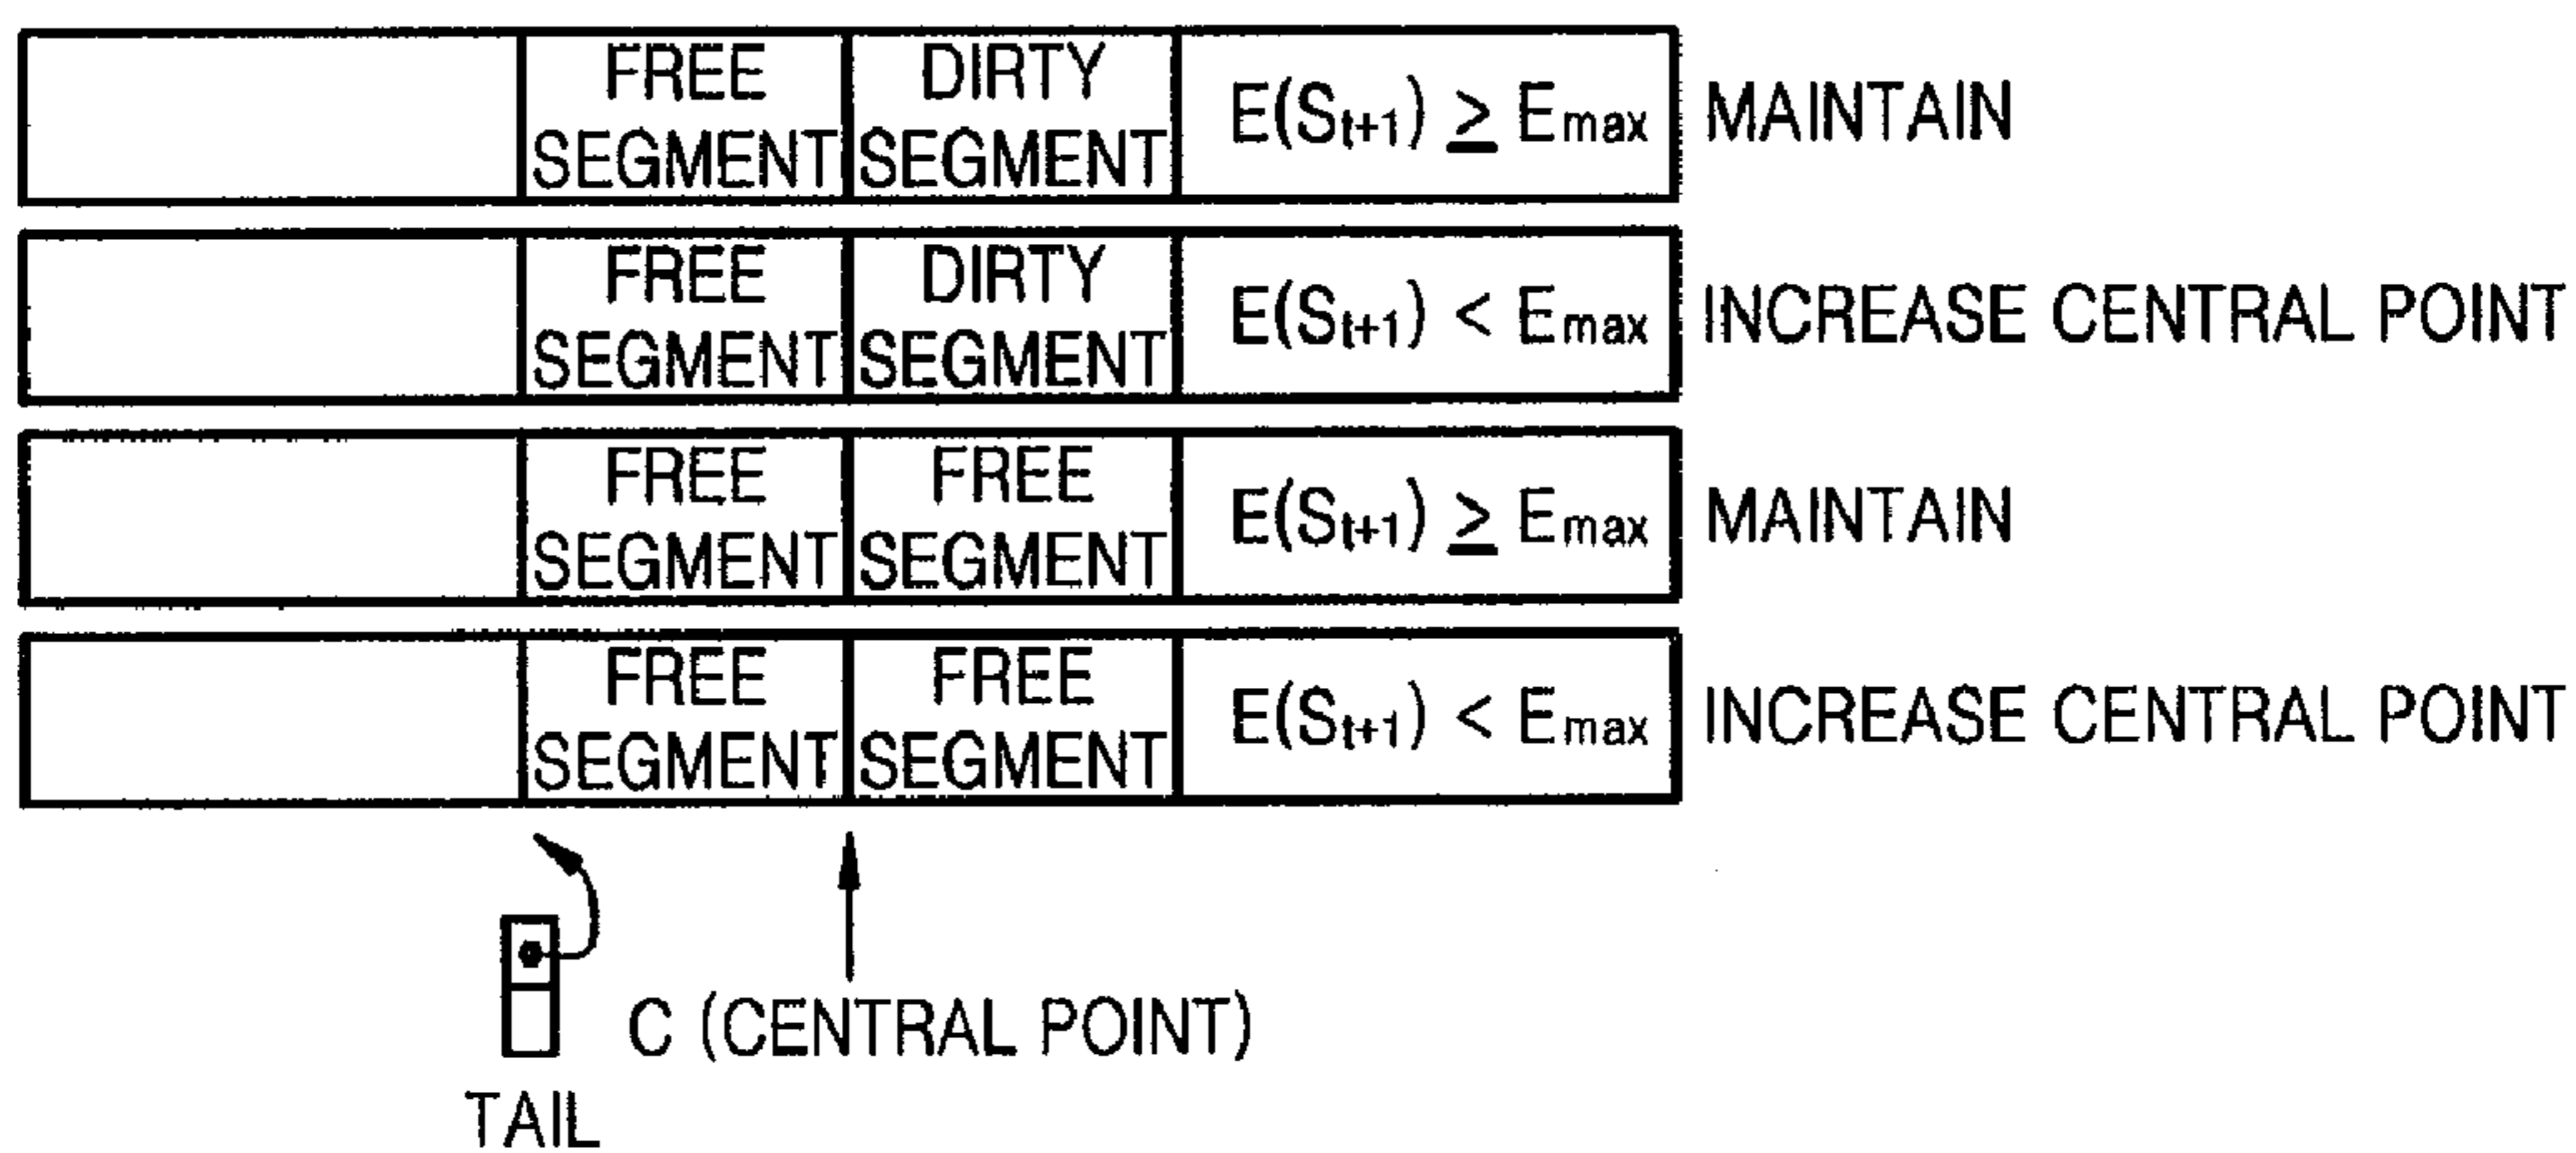 FREE SEGMENT DIRTY SEGMENT E(St+1) ≥ Emax MAINTAIN
FREE SEGMENT DIRTY SEGMENT E(St+1) < Emax INCREASE CENTRAL POINT
FREE SEGMENT FREE SEGMENT E(St+1) ≥ Emax MAINTAIN
FREE SEGMENT FREE SEGMENT E(St+1) < Emax INCREASE CENTRAL POINT
C (CENTRAL POINT)
TAIL